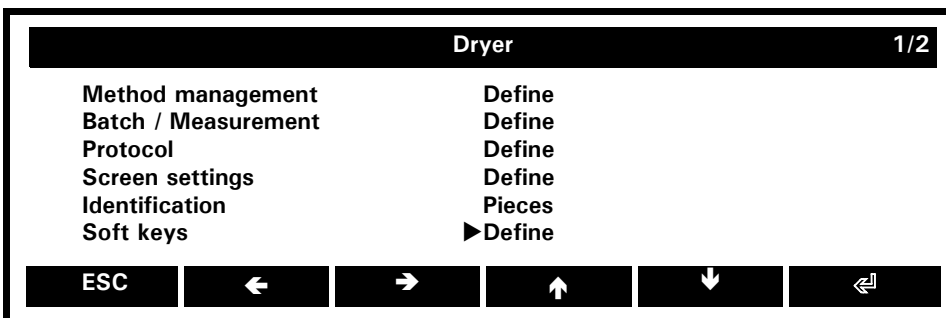 Dryer 1/2
Method management Define
Batch / Measurement Define
Protocol Define
Screen settings Define
Identification Pieces
Soft keys ▶Define
ESC ← → ↑ ↓ ↵